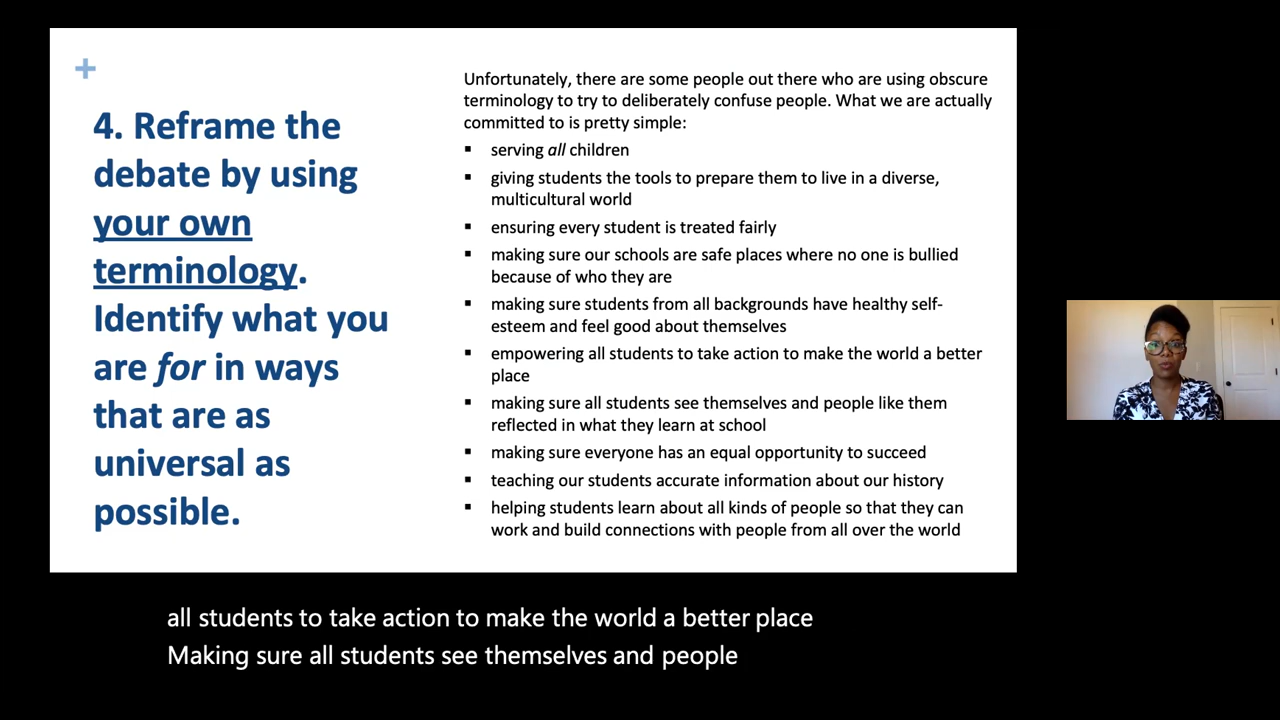 +
4. Reframe the
debate by using
your own
terminology.
Identify what you
are for in ways
that are as
universal as
possible.
Unfortunately, there are some people out there who are using obscure
terminology to try to deliberately confuse people. What we are actually
committed to is pretty simple:
▪ serving all children
▪ giving students the tools to prepare them to live in a diverse,
multicultural world
▪ ensuring every student is treated fairly
▪ making sure our schools are safe places where no one is bullied
because of who they are
▪ making sure students from all backgrounds have healthy self-
esteem and feel good about themselves
▪ empowering all students to take action to make the world a better
place
▪ making sure all students see themselves and people like them
reflected in what they learn at school
▪ making sure everyone has an equal opportunity to succeed
▪ teaching our students accurate information about our history
▪ helping students learn about all kinds of people so that they can
work and build connections with people from all over the world
all students to take action to make the world a better place
Making sure all students see themselves and people